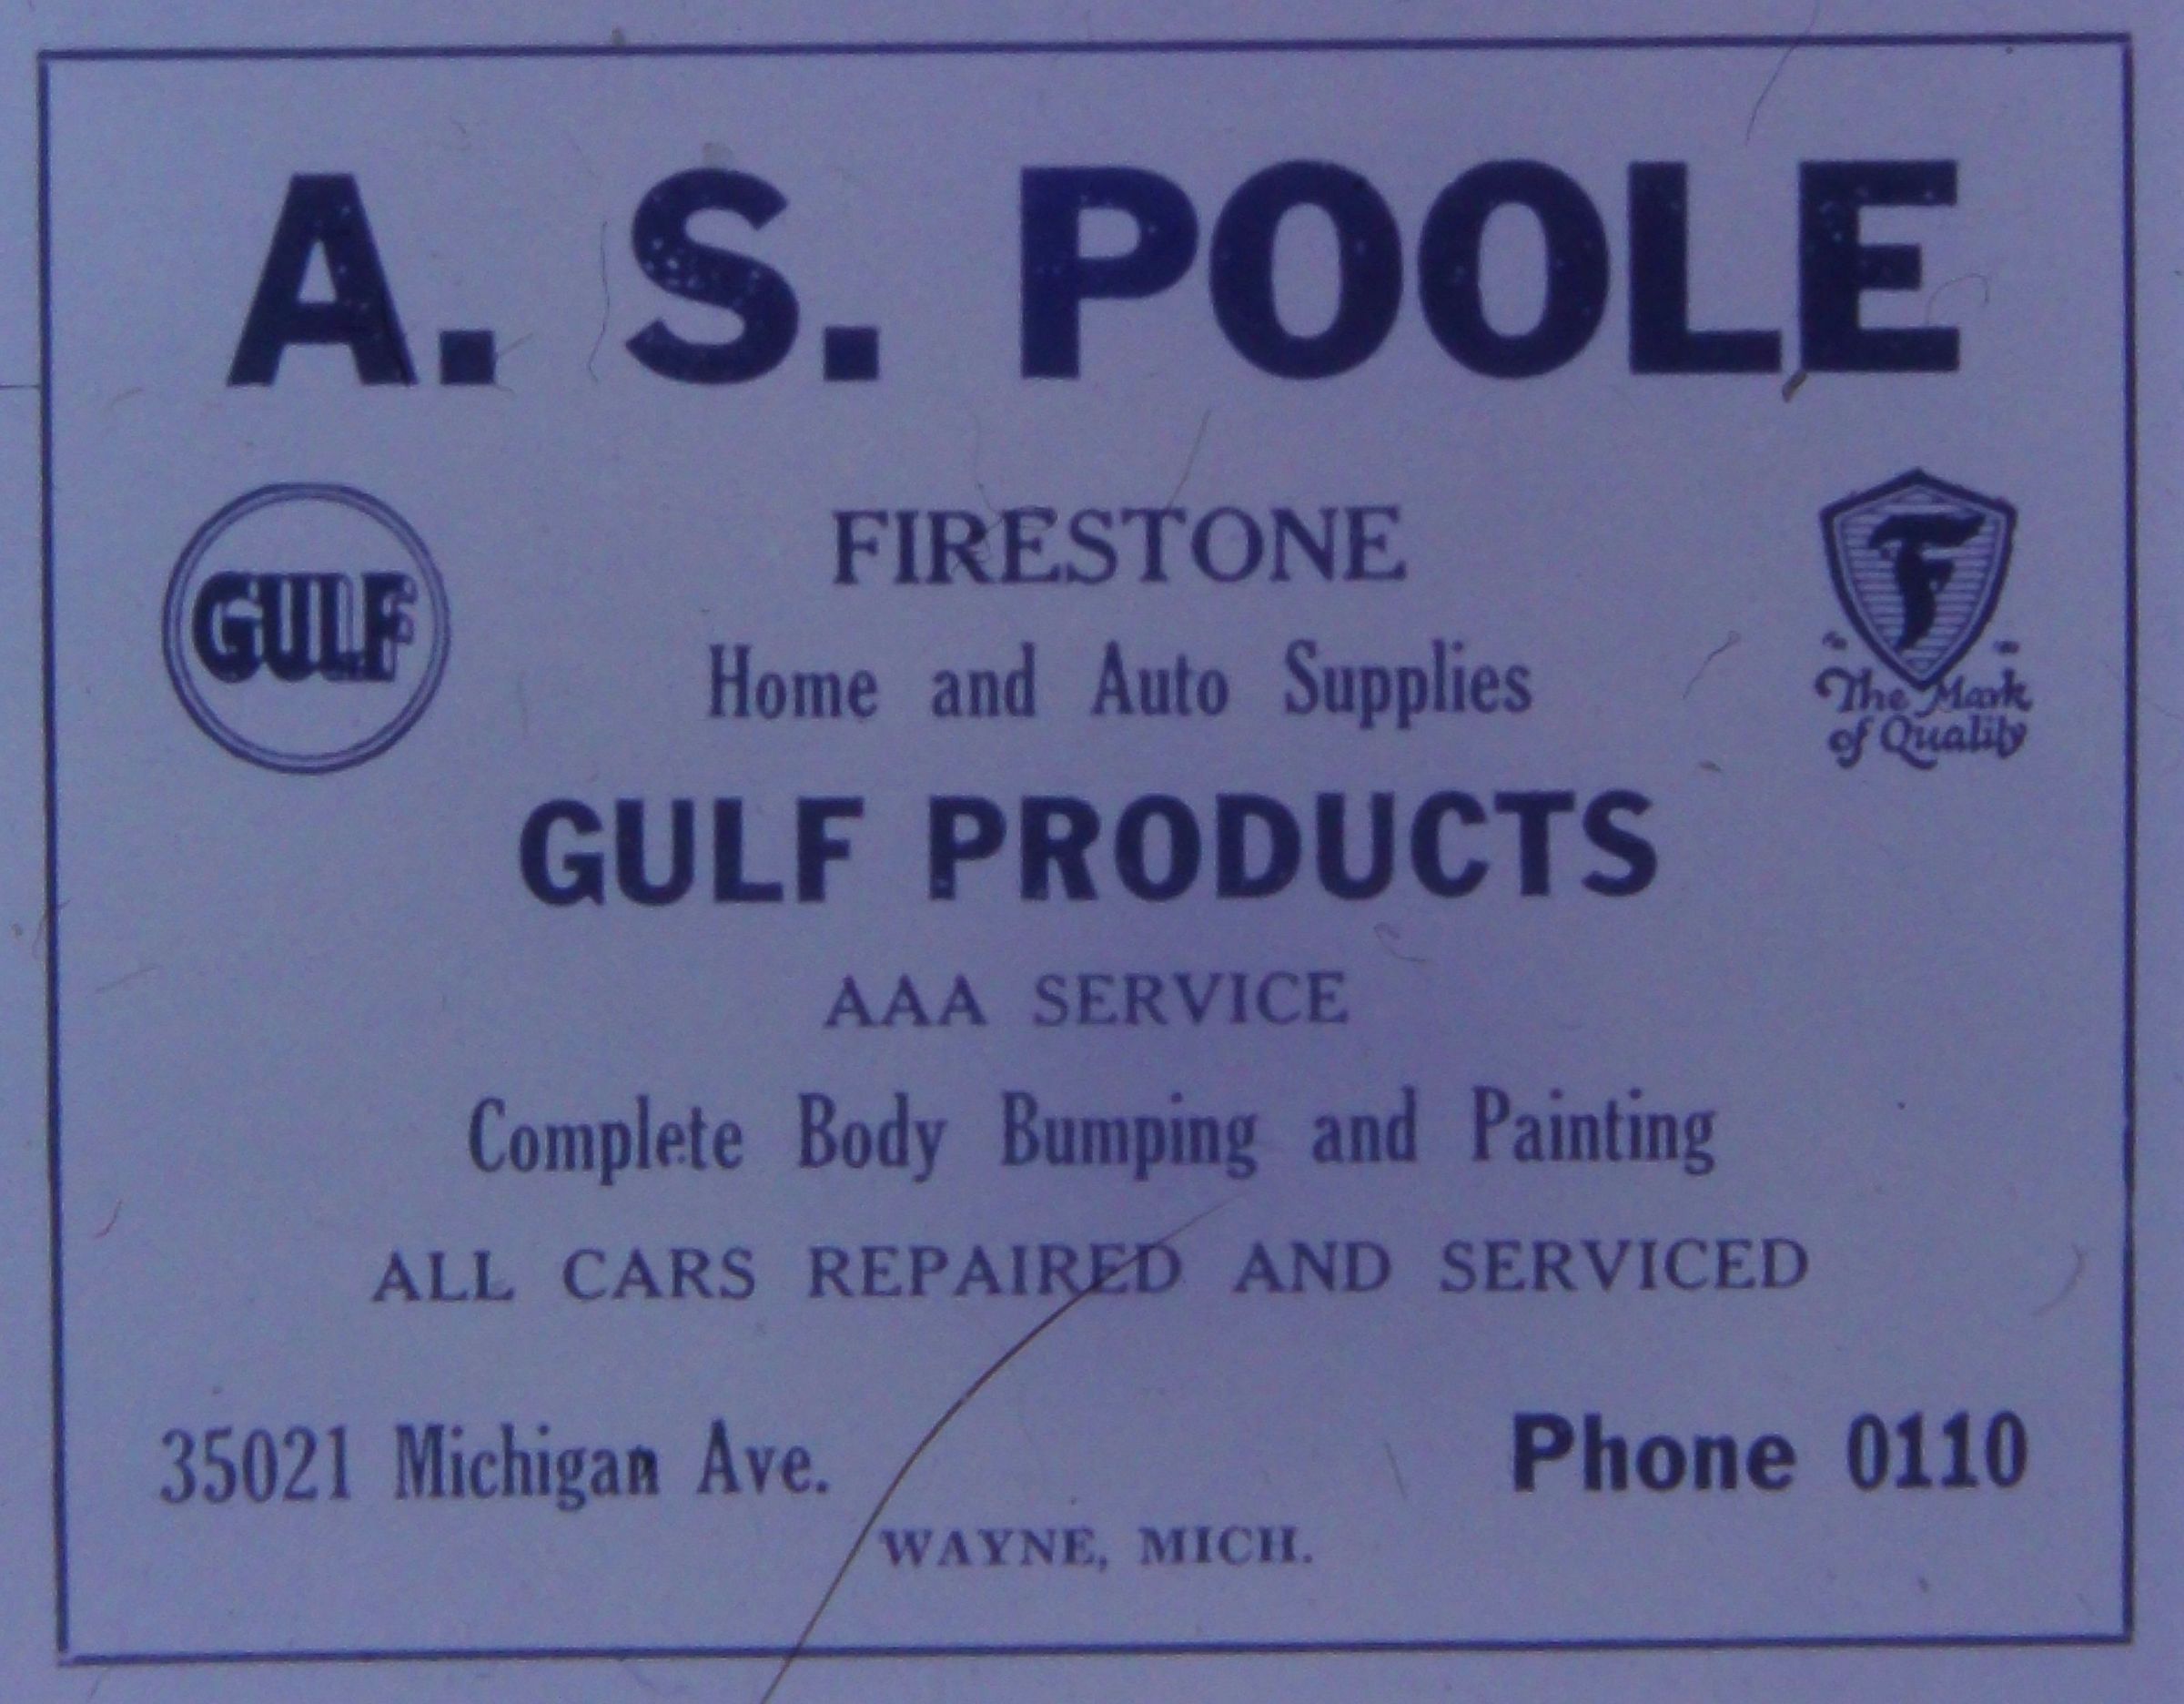 A. S. POOLE
GULF
FIRESTONE
F
Home and Auto Supplies
The Mark
of Quality
GULF PRODUCTS
AAA SERVICE
Complete Body Bumping and Painting
ALL CARS REPAIRED AND SERVICED
35021 Michigan Ave.
Phone 0110
WAYNE, MICH.